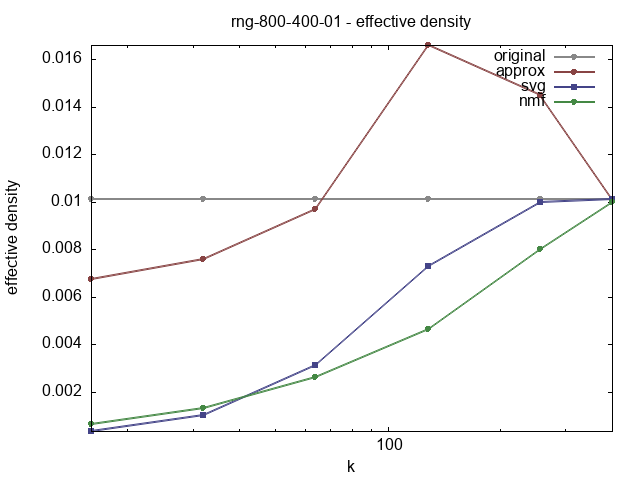 rng-800-400-01 - effective density
original
approx
svg
nmf
0.016
0.014
0.012
0.01
0.008
0.006
0.004
0.002
effective density
100
k